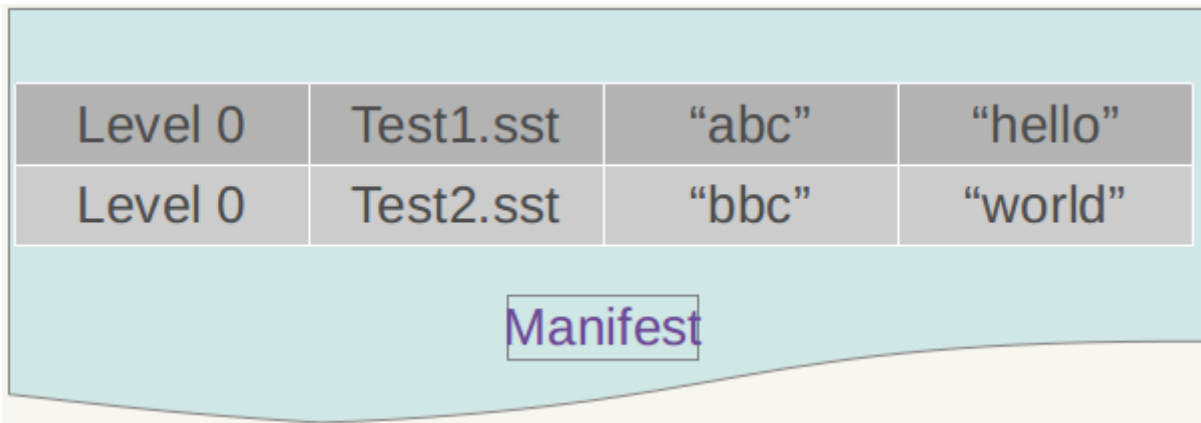 Level 0 Test1.sst “abc” “hello”
Level 0 Test2.sst “bbc” “world”
Manifest